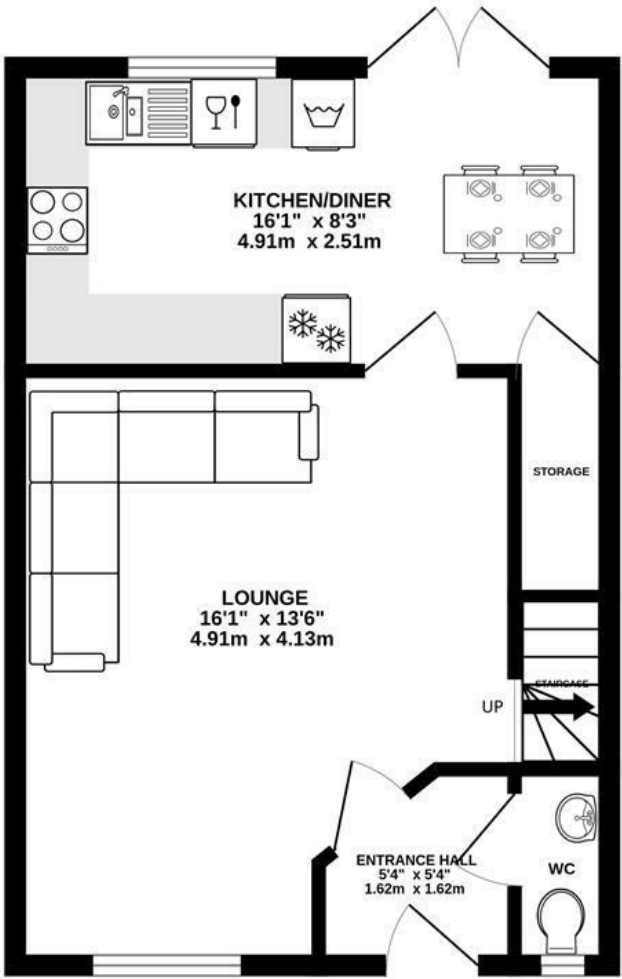 KITCHEN/DINER
16'1" x 8'3"
4.91m x 2.51m
STORAGE
LOUNGE
16'1" x 13'6"
4.91m x 4.13m
STAIRCASE
UP
ENTRANCE HALL
5'4" x 5'4"
1.62m x 1.62m
WC